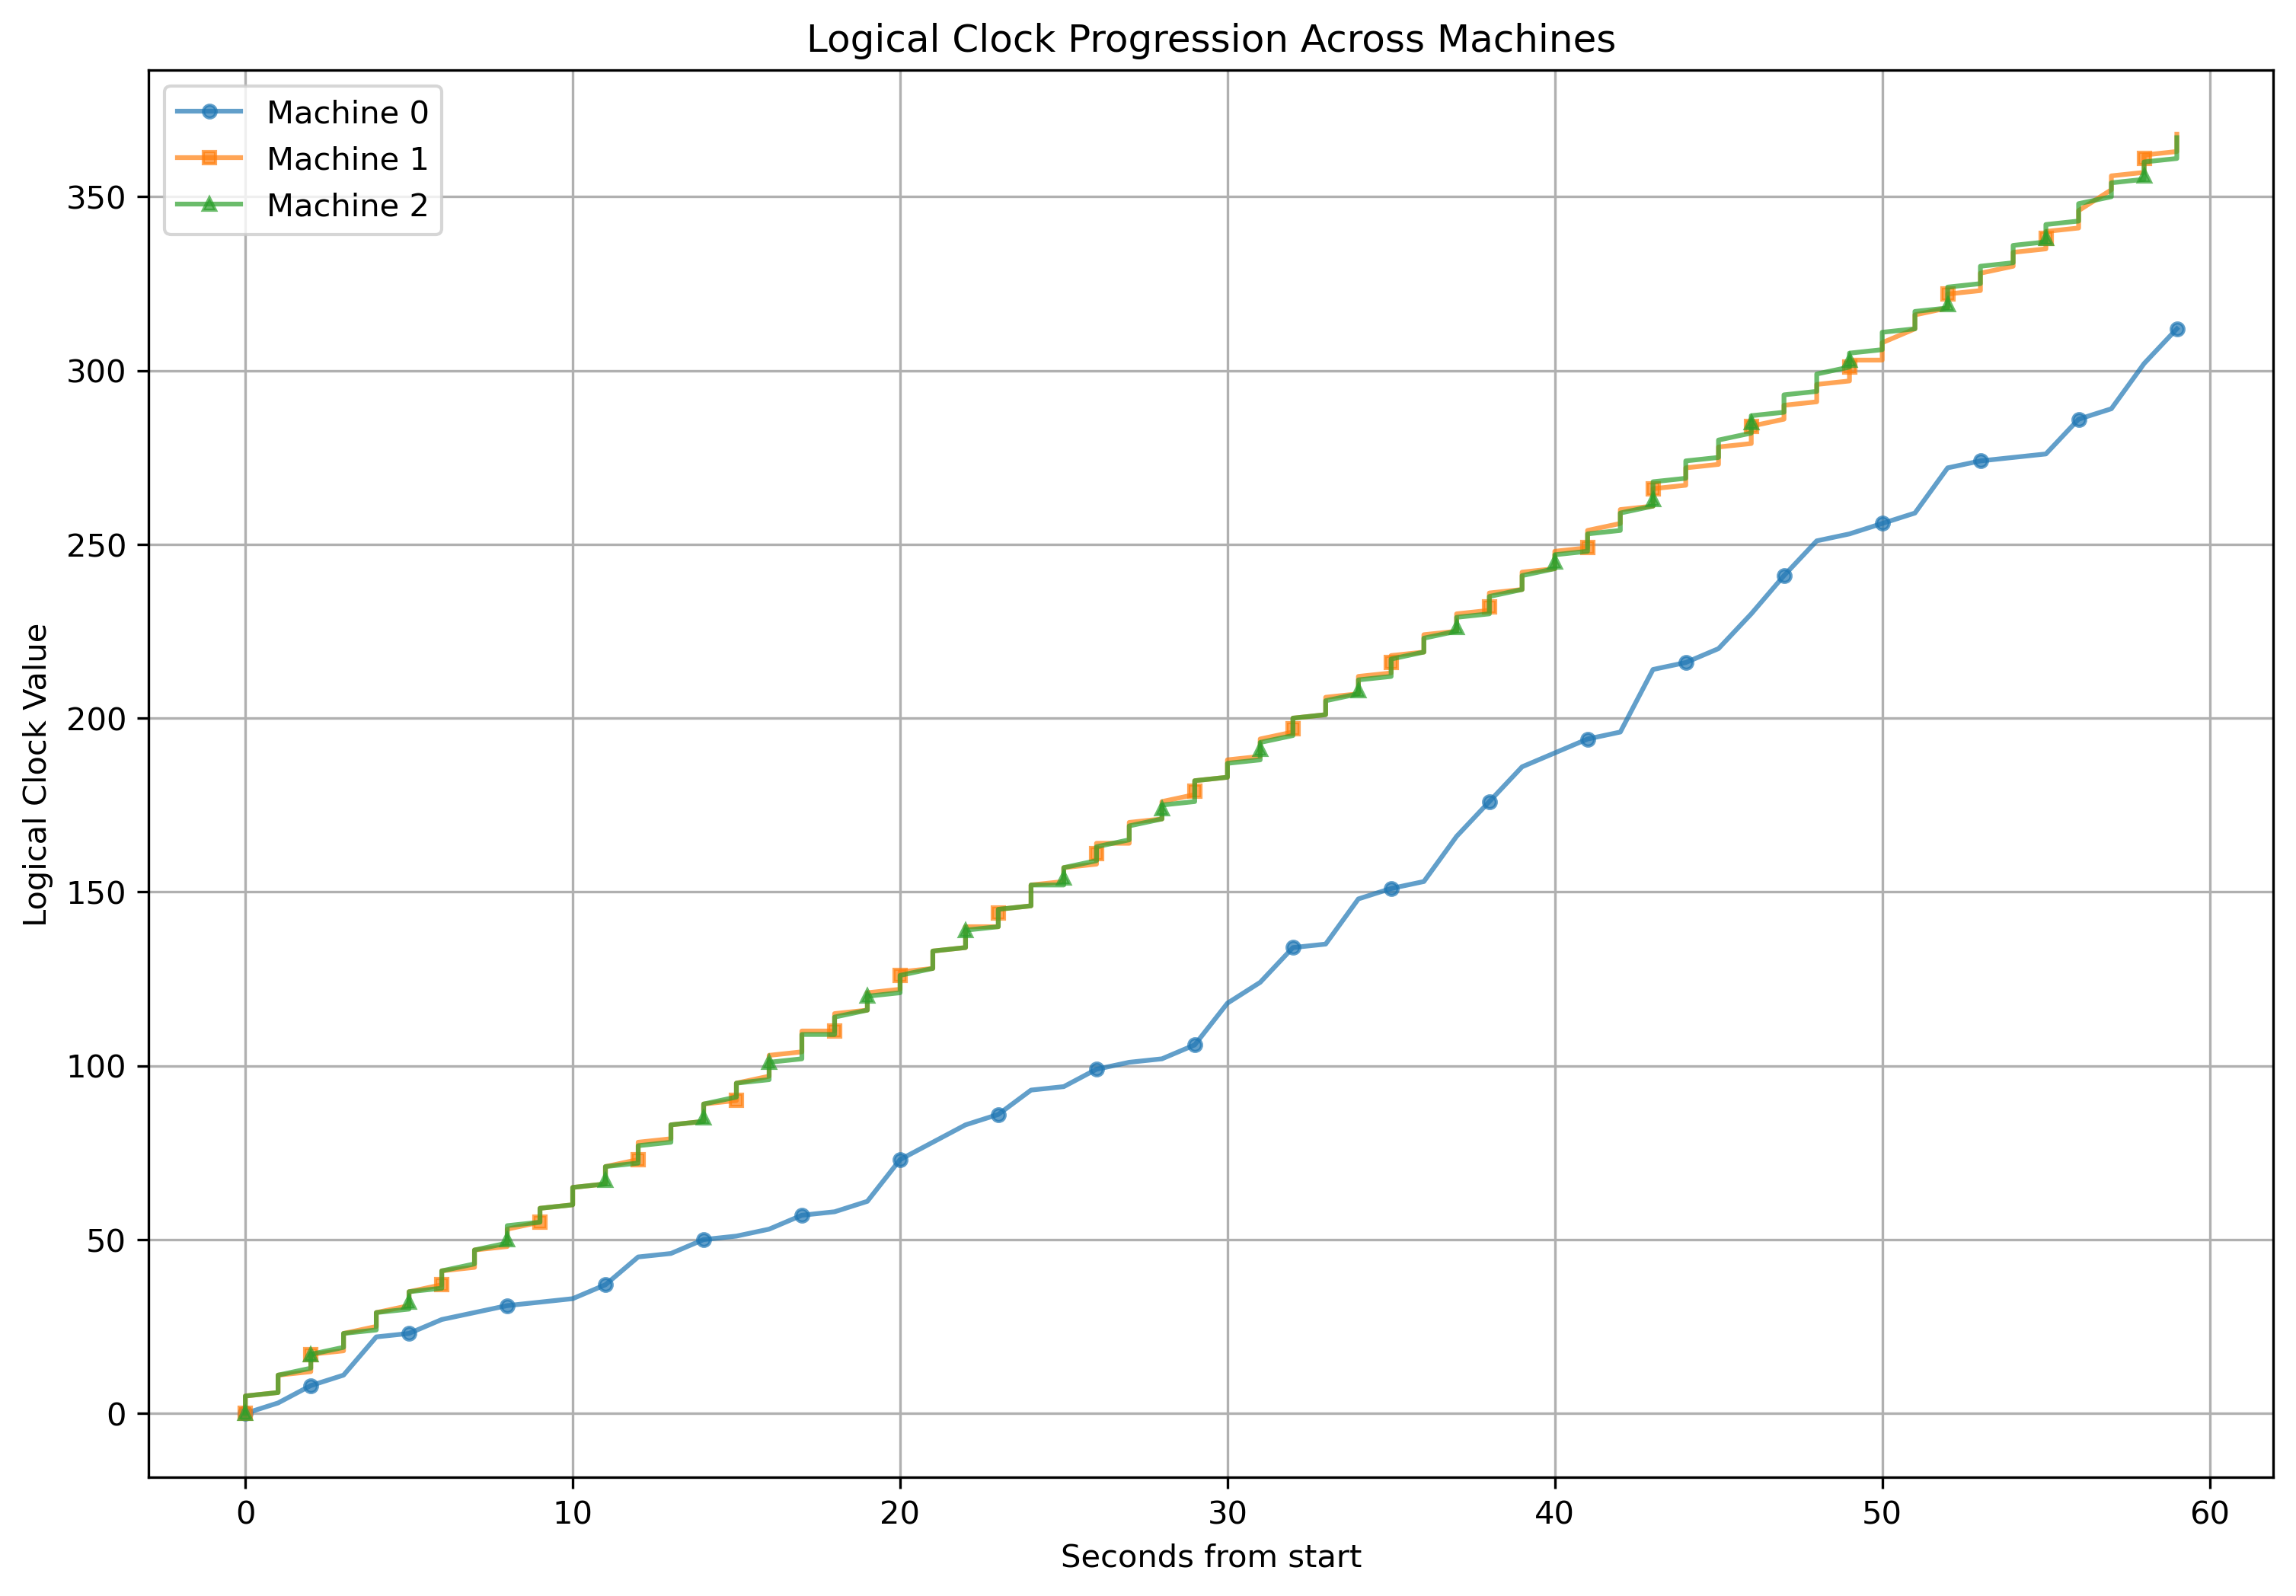 Logical Clock Progression Across Machines
Machine 0
Machine 1
Machine 2
350
300
250
200
150
100
50
0
Logical Clock Value
0 10 20 30 40 50 60
Seconds from start